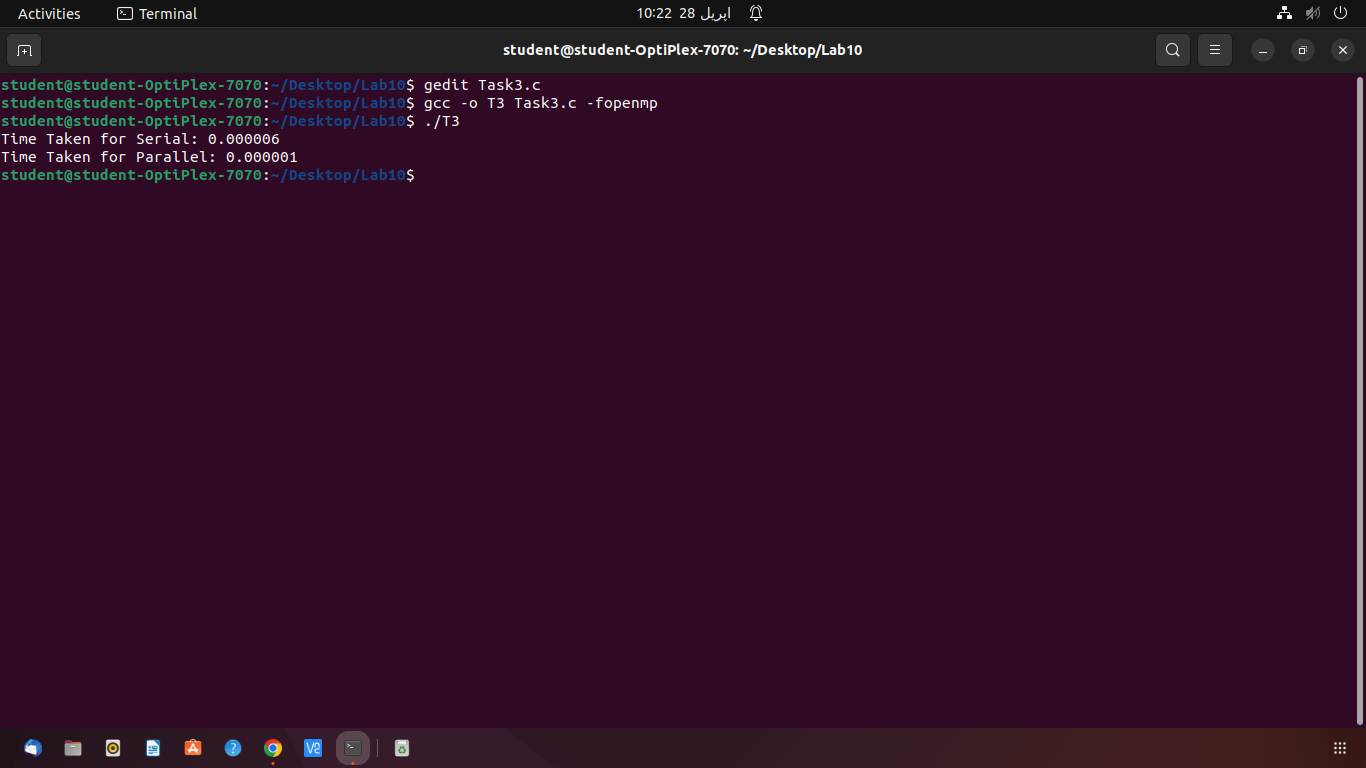 Activities
Terminal
10:22 28 اپریل
student@student-OptiPlex-7070: ~/Desktop/Lab10
student@student-OptiPlex-7070:~/Desktop/Lab10$ gedit Task3.c
student@student-OptiPlex-7070:~/Desktop/Lab10$ gcc -o T3 Task3.c -fopenmp
student@student-OptiPlex-7070:~/Desktop/Lab10$ ./T3
Time Taken for Serial: 0.000006
Time Taken for Parallel: 0.000001
student@student-OptiPlex-7070:~/Desktop/Lab10$